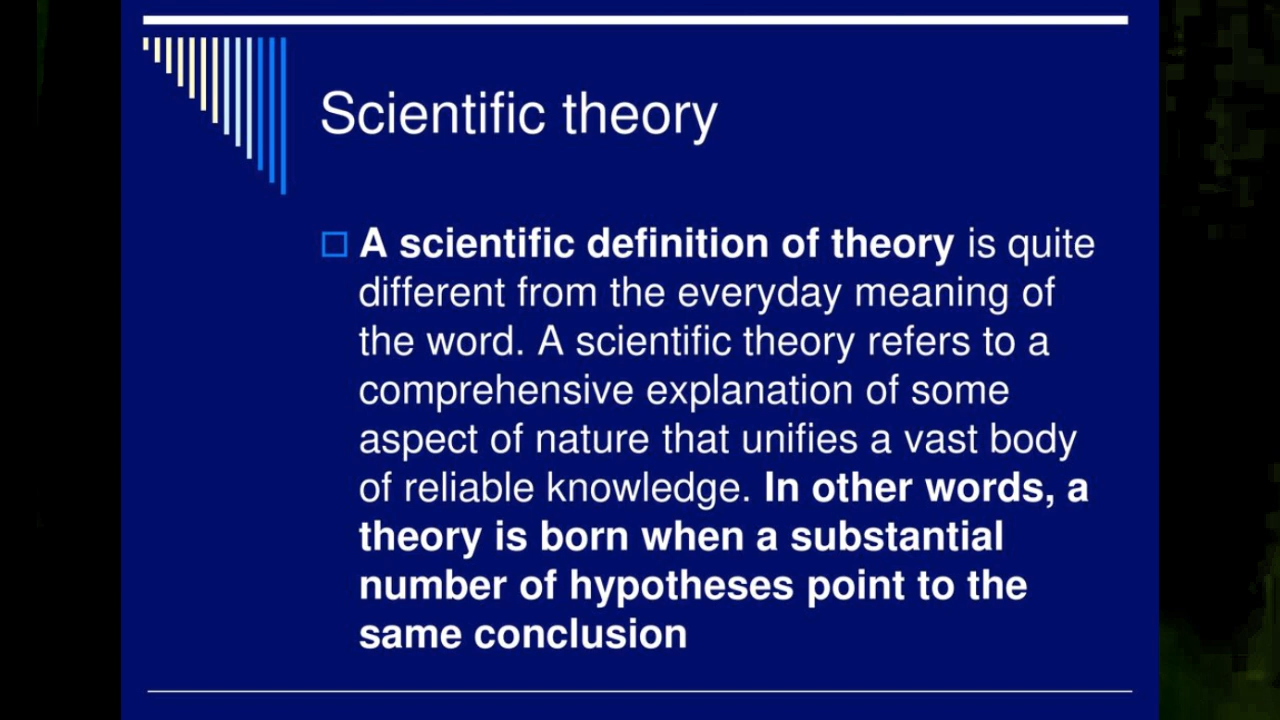 Scientific theory
A scientific definition of theory is quite
different from the everyday meaning of
the word. A scientific theory refers to a
comprehensive explanation of some
aspect of nature that unifies a vast body
of reliable knowledge. In other words, a
theory is born when a substantial
number of hypotheses point to the
same conclusion